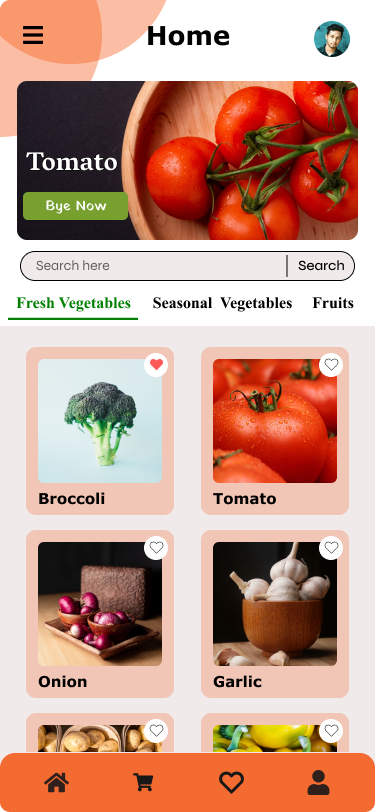 Home
Tomato
Bye Now
Search here Search
Fresh Vegetables Seasonal Vegetables Fruits
Broccoli Tomato
Onion Garlic